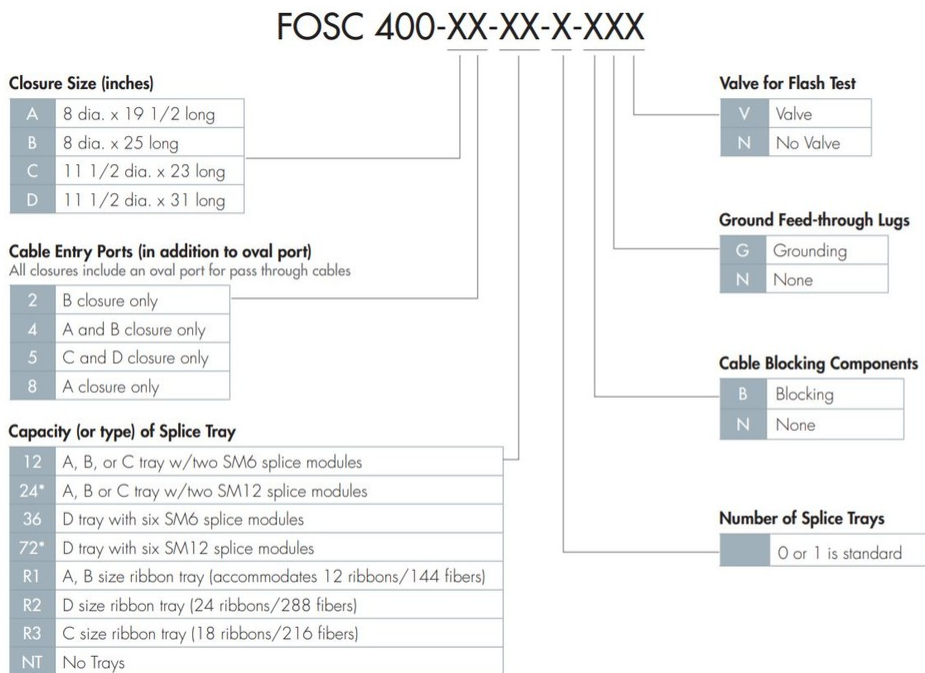 FOSC 400-XX-XX-X-XXX
Closure Size (inches)
A 8 dia. x 19 1/2 long
B 8 dia. x 25 long
C 11 1/2 dia. x 23 long
D 11 1/2 dia. x 31 long
Cable Entry Ports (in addition to oval port)
All closures include an oval port for pass through cables
2 B closure only
4 A and B closure only
5 C and D closure only
8 A closure only
Capacity (or type) of Splice Tray
12 A, B, or C tray w/two SM6 splice modules
24* A, B or C tray w/two SM12 splice modules
36 D tray with six SM6 splice modules
72* D tray with six SM12 splice modules
R1 A, B size ribbon tray (accommodates 12 ribbons/144 fibers)
R2 D size ribbon tray (24 ribbons/288 fibers)
R3 C size ribbon tray (18 ribbons/216 fibers)
NT No Trays
Valve for Flash Test
V Valve
N No Valve
Ground Feed-through Lugs
G Grounding
N None
Cable Blocking Components
B Blocking
N None
Number of Splice Trays
0 or 1 is standard